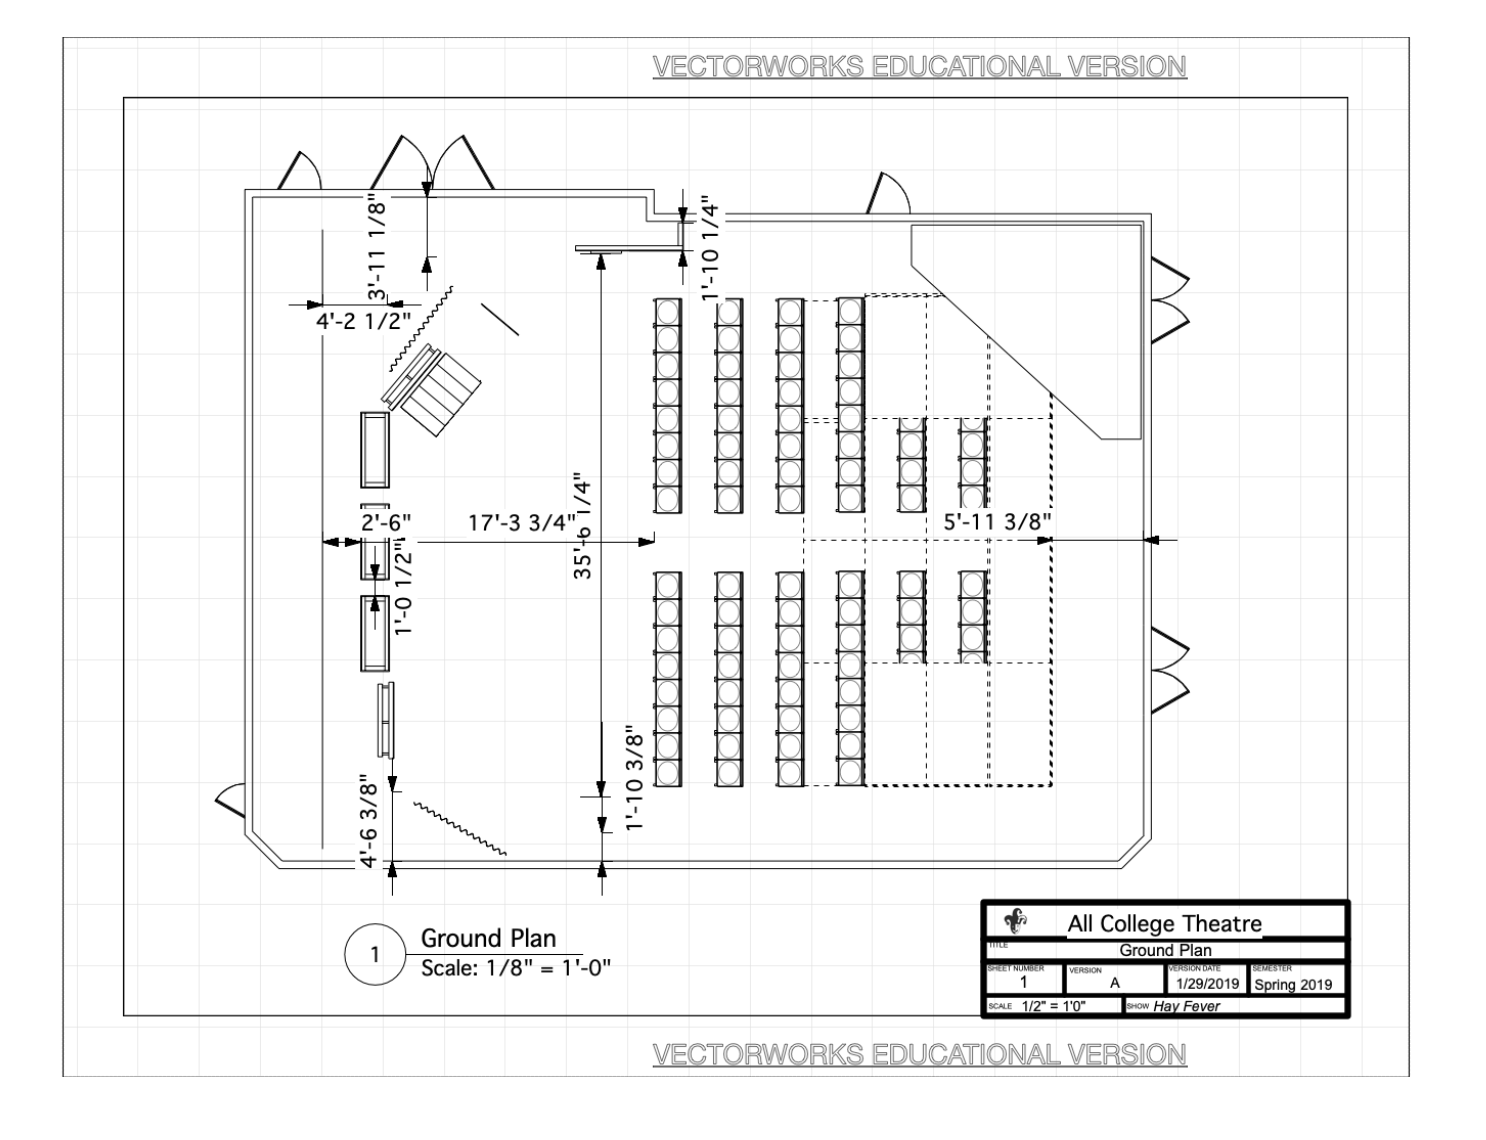 VECTORWORKS EDUCATIONAL VERSION
3'-11 1/8"
1'-10 1/4"
4'-2 1/2"
2'-6"
17'-3 3/4"
35'-6 1/4"
5'-11 3/8"
1'-0 1/2"
1'-10 3/8"
4'-6 3/8"
1
Ground Plan
Scale: 1/8" = 1'-0"
All College Theatre
TITLE
Ground Plan
SHEET NUMBER
1
VERSION
A
VERSION DATE
1/29/2019
SEMESTER
Spring 2019
SCALE 1/2" = 1'0"
SHOW Hay Fever
VECTORWORKS EDUCATIONAL VERSION